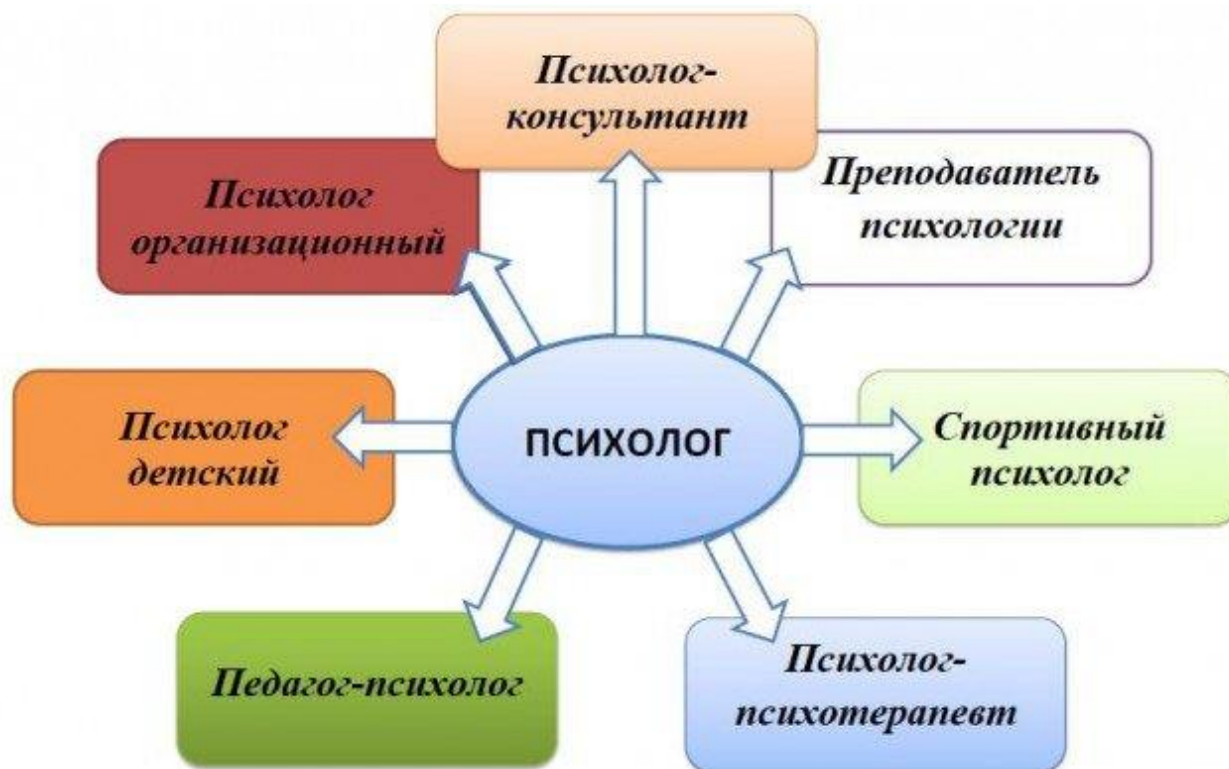 Психолог-
консультант
Психолог
организационный
Преподаватель
психологии
Психолог
детский
ПСИХОЛОГ
Спортивный
психолог
Педагог-психолог
Психолог-
психотерапевт